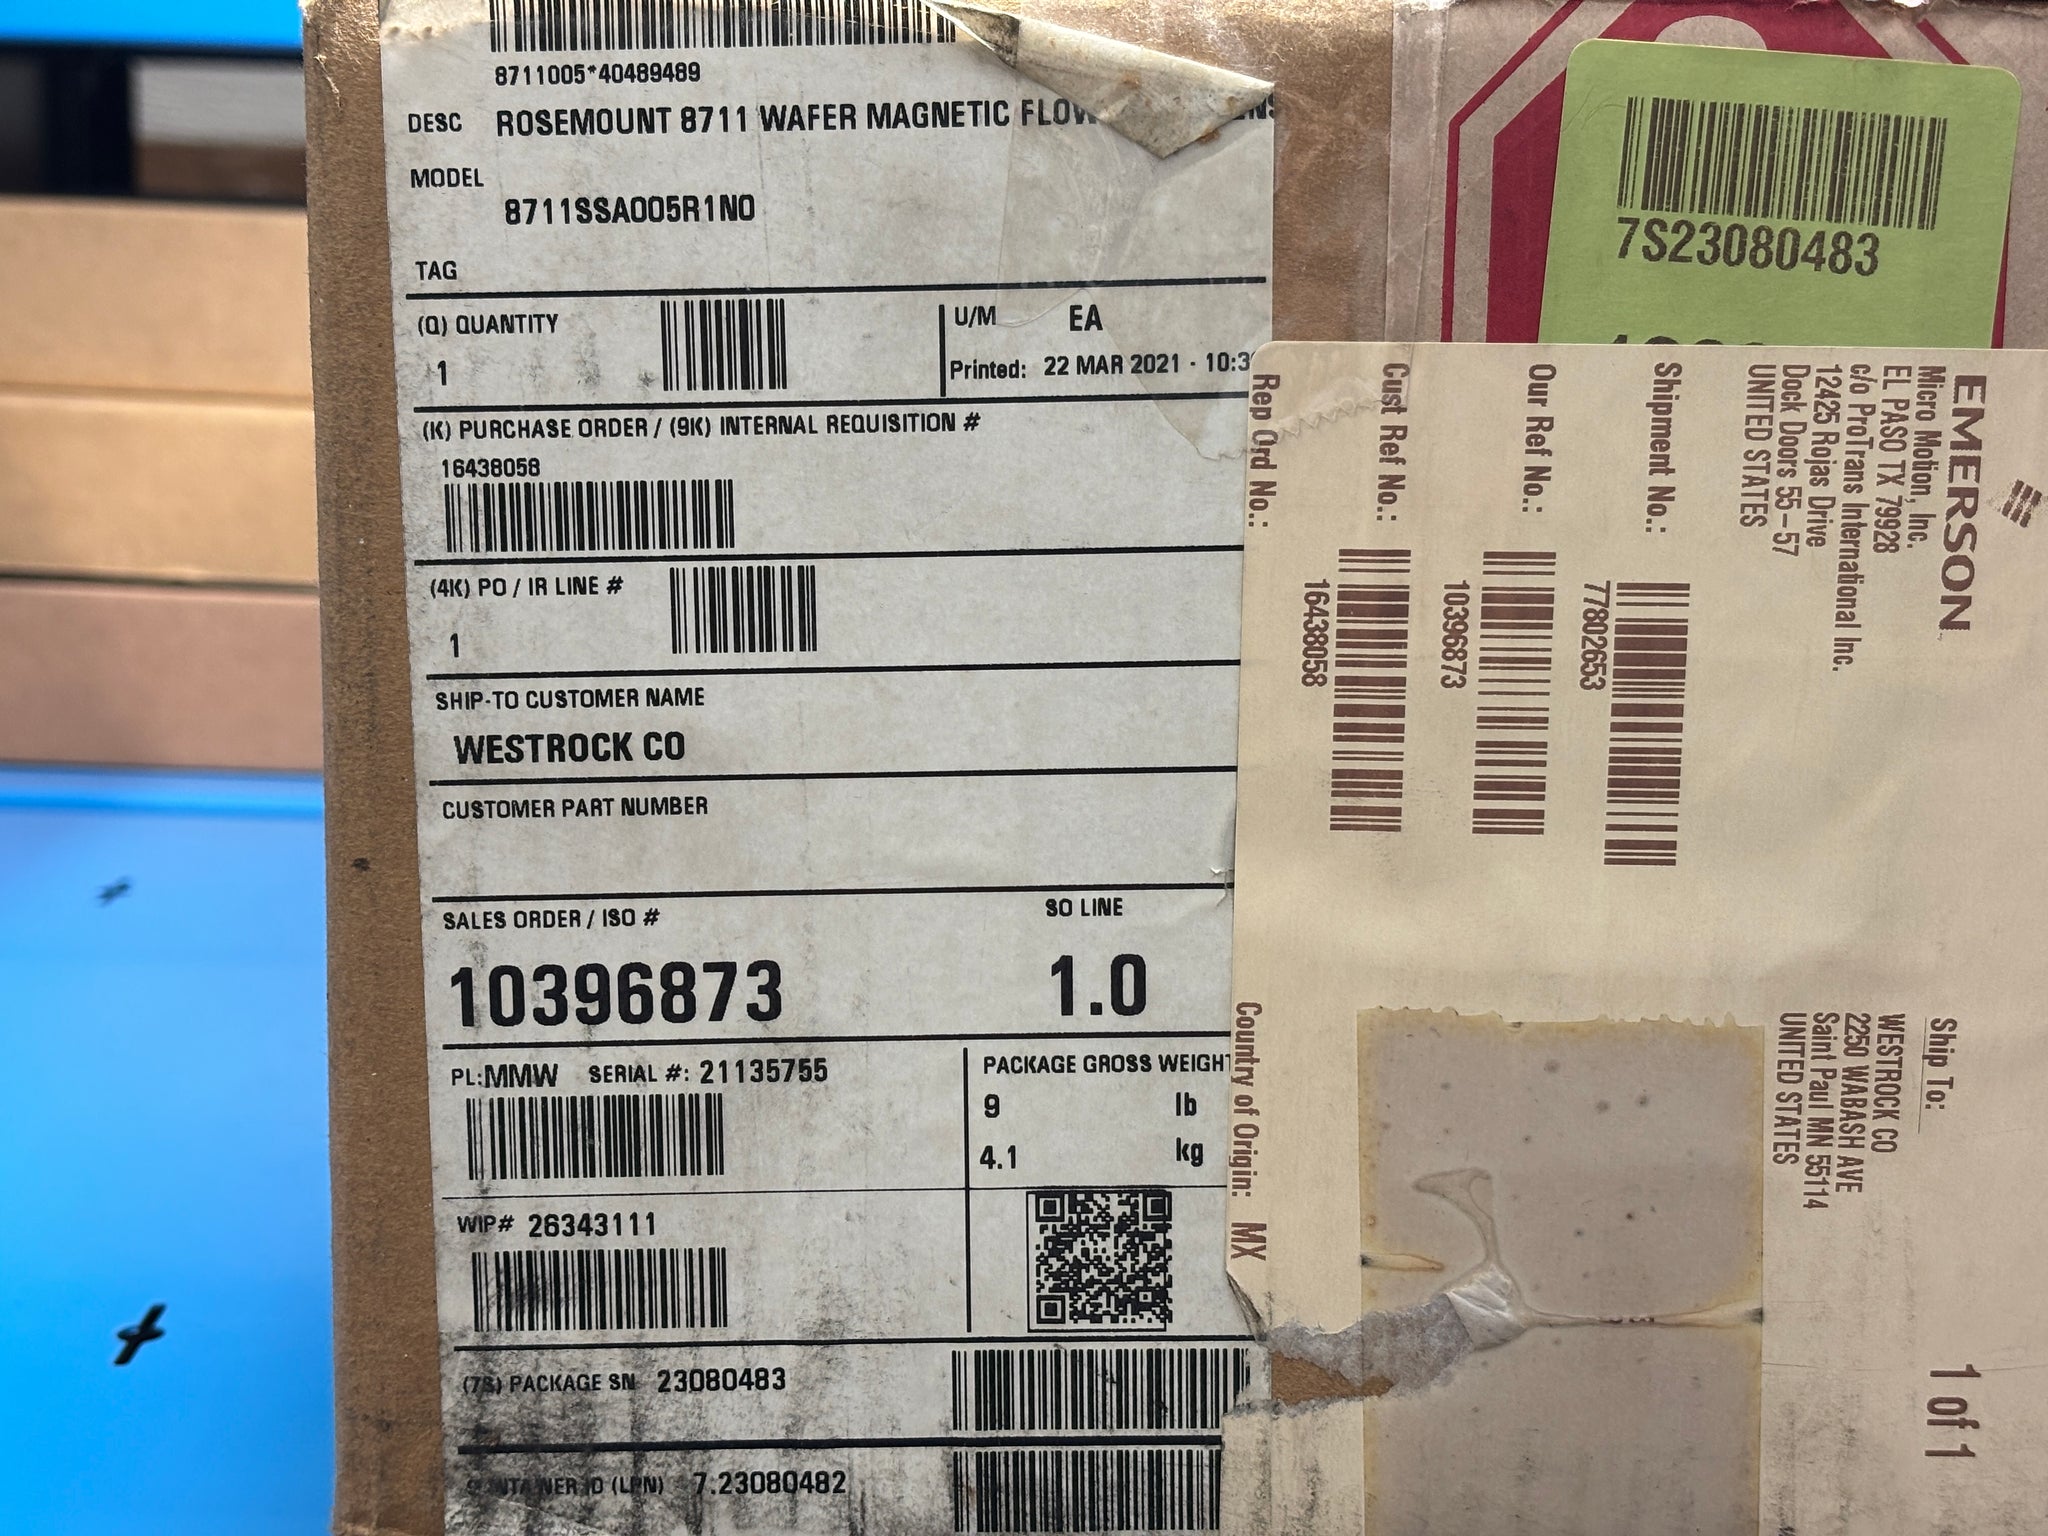 8711005*40489489
DESC ROSEMOUNT 8711 WAFER MAGNETIC
MODEL
8711SSA005R1N0
TAG
(Q) QUANTITY
1
U/M EA
Printed: 22 MAR 2021 - 10:3
(K) PURCHASE ORDER / (9K) INTERNAL REQUISITION #
16438058
(4K) PO / IR LINE #
1
SHIP-TO CUSTOMER NAME
WESTROCK CO
CUSTOMER PART NUMBER
SALES ORDER / ISO #
10396873
SO LINE
1.0
PL:MMW SERIAL #: 21135755
PACKAGE GROSS WEIGHT
9 lb
4.1 kg
WIP# 26343111
(7S) PACKAGE SN 23080483
ID (LPN) 7.23080482
7S23080483
EMERSON
Micro Motion, Inc.
EL PASO TX 79928
c/o ProTrans International Inc.
12425 Rojas Drive
Dock Doors 55-57
UNITED STATES
Shipment No.:
77802653
Our Ref No.:
10396873
Cust Ref No.:
16438058
Rep Ord No.:
Ship To:
WESTROCK CO
2250 WABASH AVE
Saint Paul MN 55114
UNITED STATES
Country of Origin: MX
1 of 1